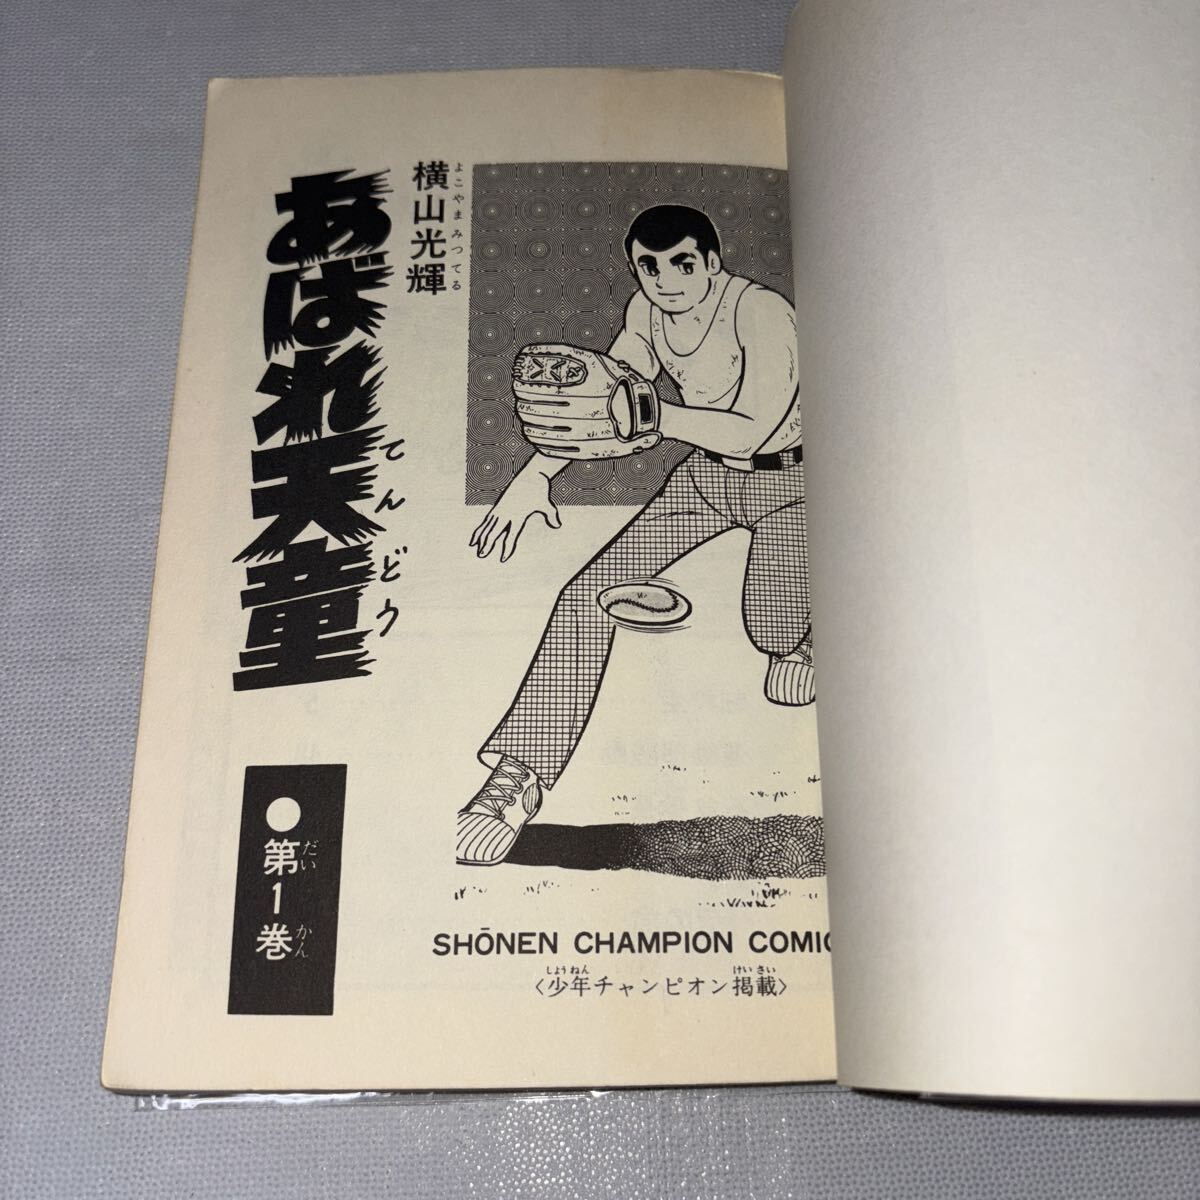 横山光輝
よこやまみつてる
あばれ天童
てんどう
●第1巻
だい
かん
SHŌNEN CHAMPION COMIC
しょうねん
けいさい
〈少年チャンピオン掲載〉